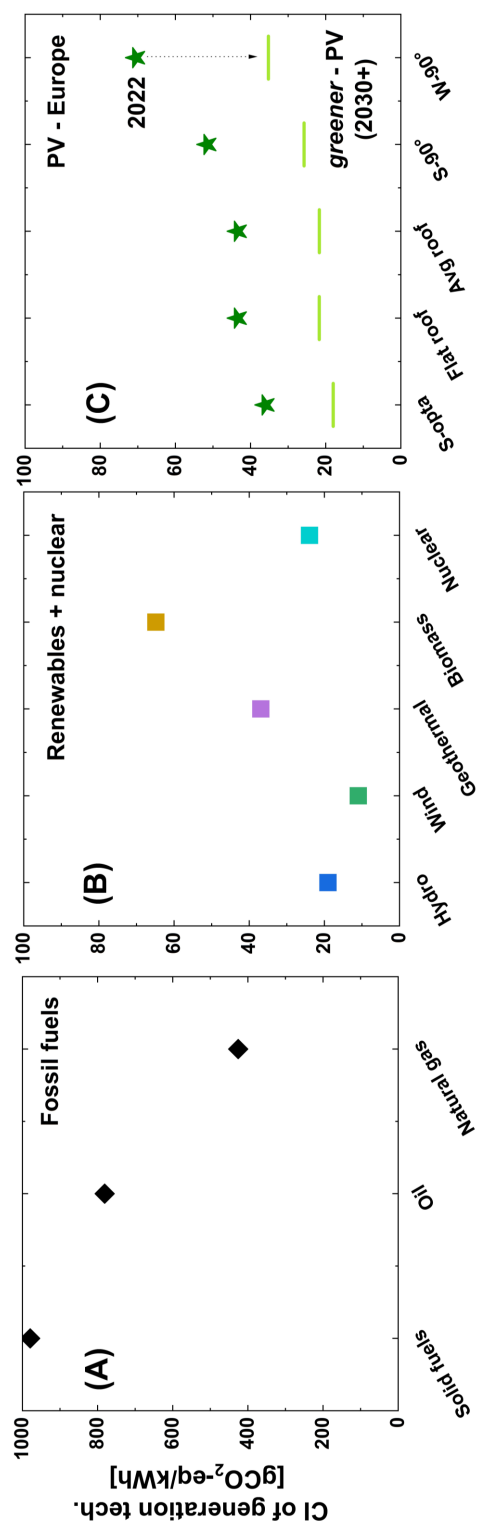 CI of generation tech.
[gCO₂-eq/kWh]
1000
800
600
400
200
0
(A)
Fossil fuels
Solid fuels
Oil
Natural gas
100
80
60
40
20
0
(B)
Renewables + nuclear
Hydro
Wind
Geothermal
Biomass
Nuclear
100
80
60
40
20
0
(C)
PV - Europe
2022
greener - PV
(2030+)
S-opta
Flat roof
Avg roof
S-90°
W-90°